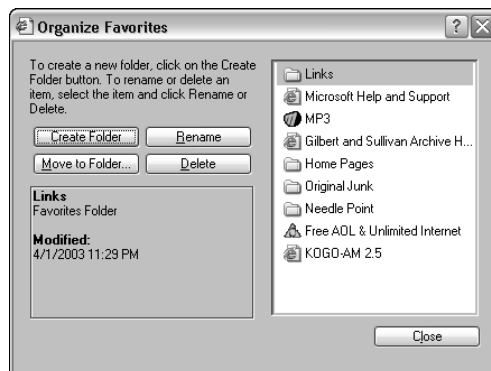 Organize Favorites
To create a new folder, click on the Create
Folder button. To rename or delete an
item, select the item and click Rename or
Delete.
Create Folder
Rename
Move to Folder...
Delete
Links
Favorites Folder
Modified:
4/1/2003 11:29 PM
Links
Microsoft Help and Support
MP3
Gilbert and Sullivan Archive H...
Home Pages
Original Junk
Needle Point
Free AOL & Unlimited Internet
KOGO-AM 2.5
Close